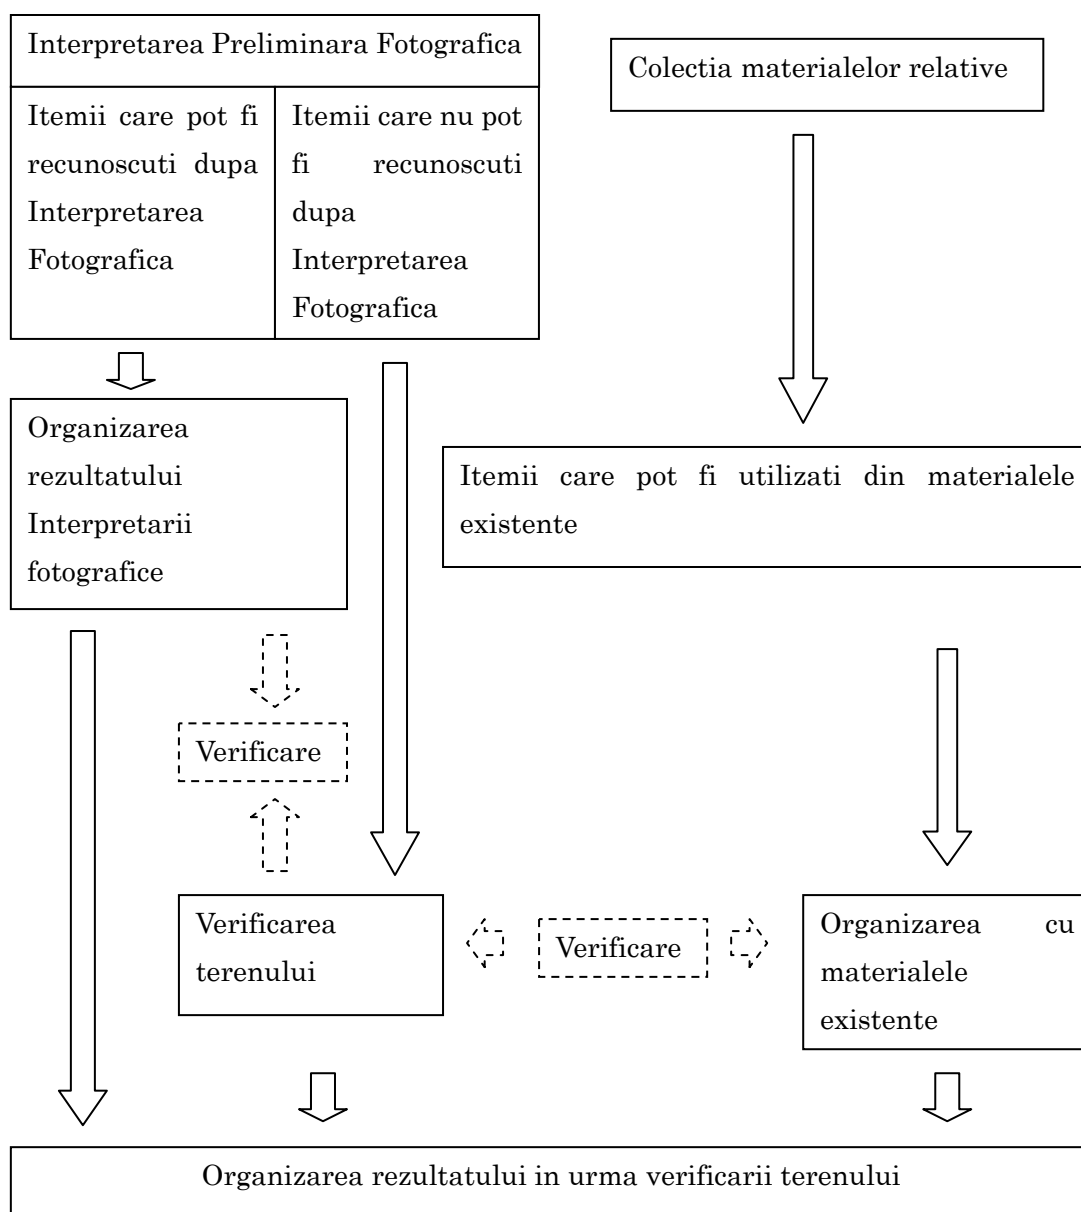 Interpretarea Preliminara Fotografica
Itemii care pot fi
recunoscuti dupa
Interpretarea
Fotografica
Itemii care nu pot
fi recunoscuti
dupa
Interpretarea
Fotografica
Colectia materialelor relative
Organizarea
rezultatului
Interpretarii
fotografice
Itemii care pot fi utilizati din materialele
existente
Verificare
Verificarea
terenului
Verificare
Organizarea cu
materialele
existente
Organizarea rezultatului in urma verificarii terenului